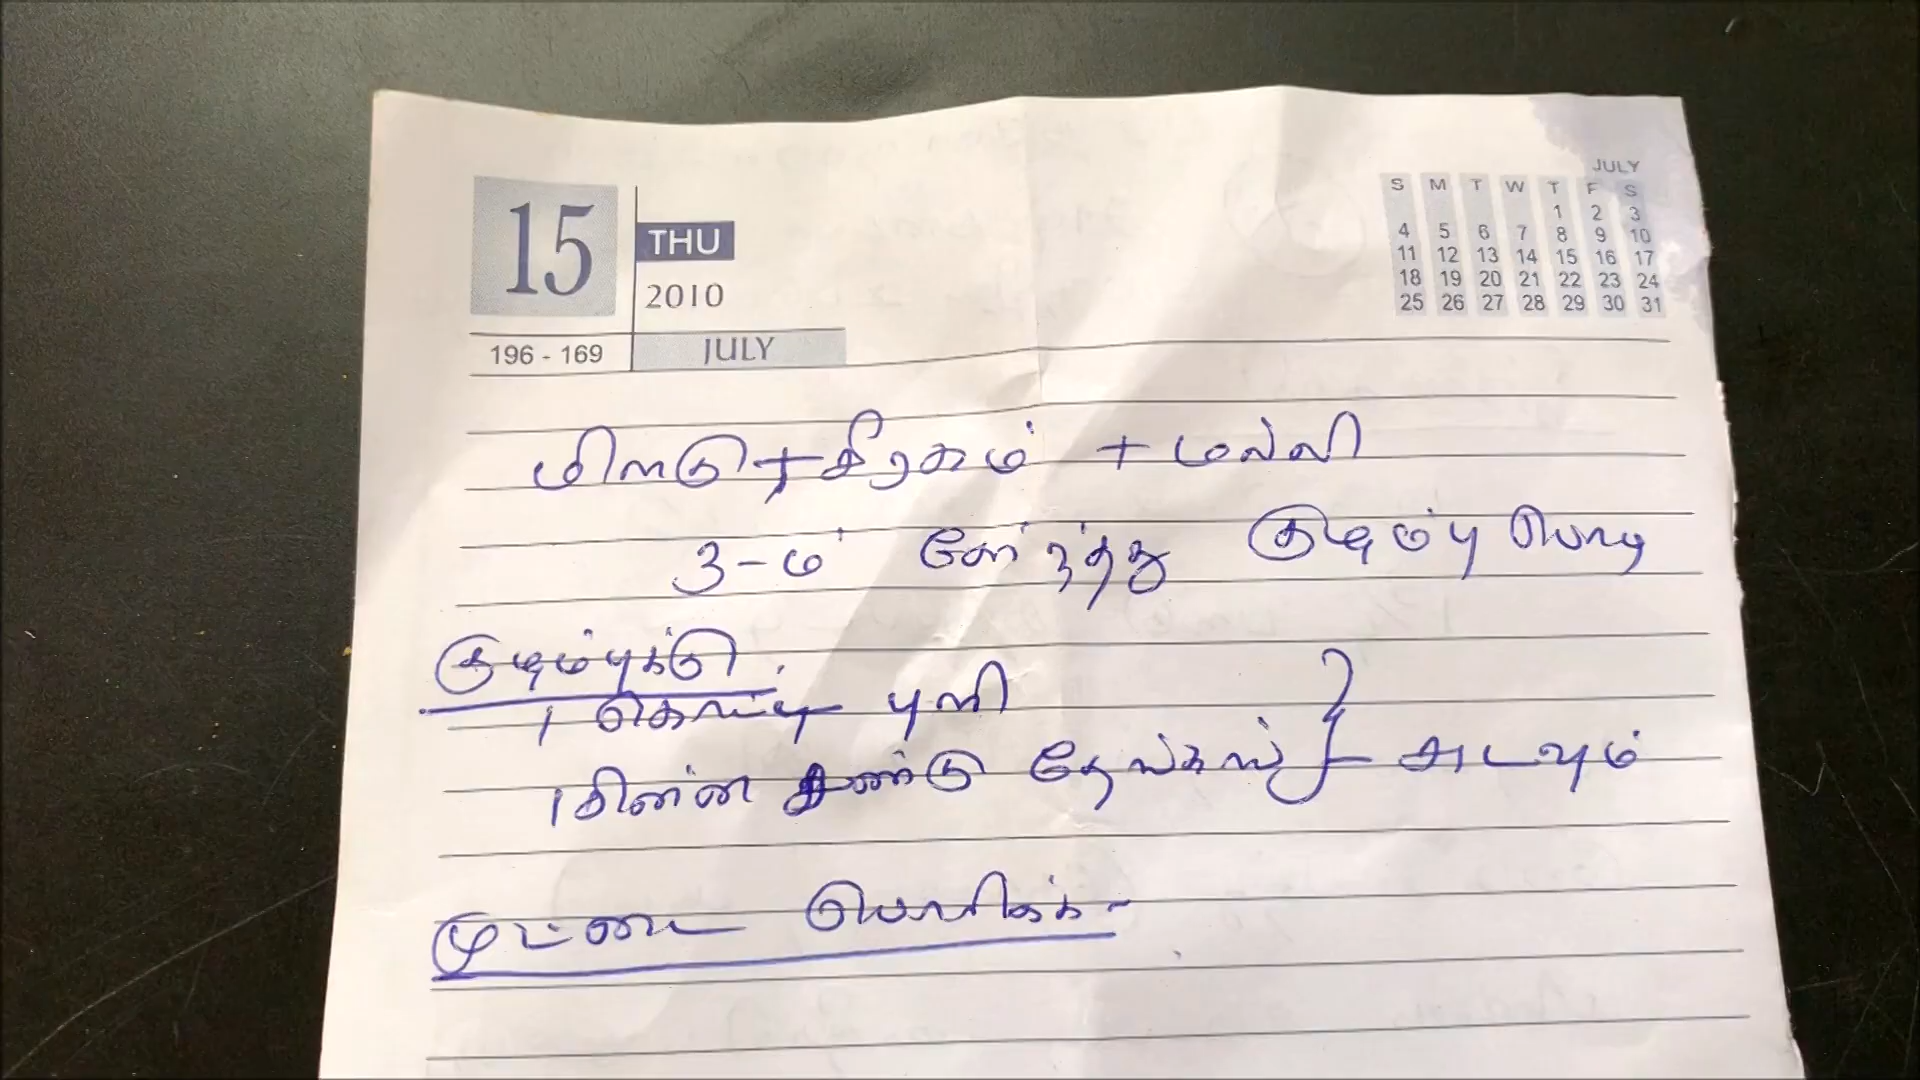 15
THU
2010
196 - 169
JULY
JULY
S M T W T F S
1 2 3
4 5 6 7 8 9 10
11 12 13 14 15 16 17
18 19 20 21 22 23 24
25 26 27 28 29 30 31
மிளகு + சீரகம் + மல்லி
3-ம் சேர்த்து குழம்பு பொடி
குழம்புக்கு
1 கொட்டை புளி
1 சின்ன துண்டு தேங்காய் } அடவும்
முட்டை பொரிக்க -